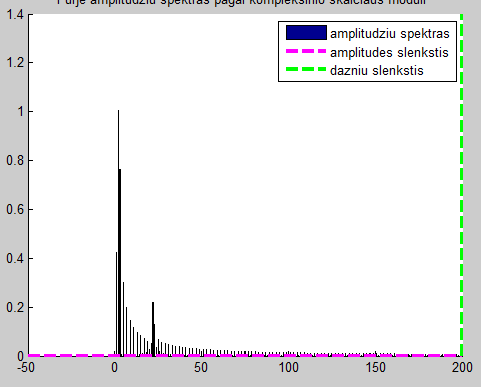 Furje amplitudziu spektras pagal kompleksinio skaiciaus moduli
1.4
amplitudziu spektras
amplitudes slenkstis
dazniu slenkstis
1.2
1
0.8
0.6
0.4
0.2
0
-50 0 50 100 150 200